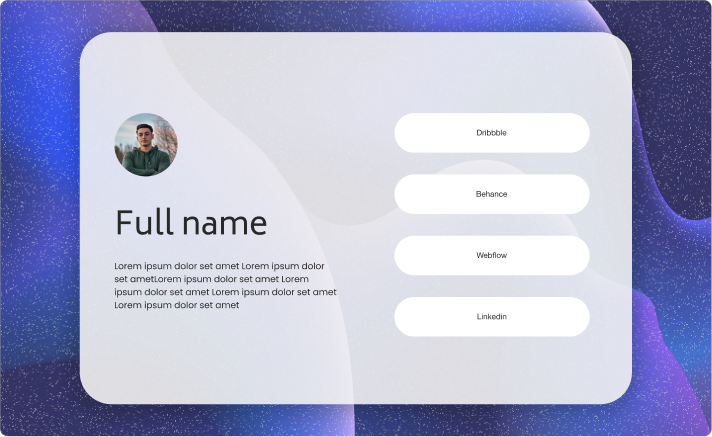 Full name
Lorem ipsum dolor set amet Lorem ipsum dolor
set ametLorem ipsum dolor set amet Lorem
ipsum dolor set amet Lorem ipsum dolor set amet
Lorem ipsum dolor set amet
Dribbble
Behance
Webflow
Linkedin